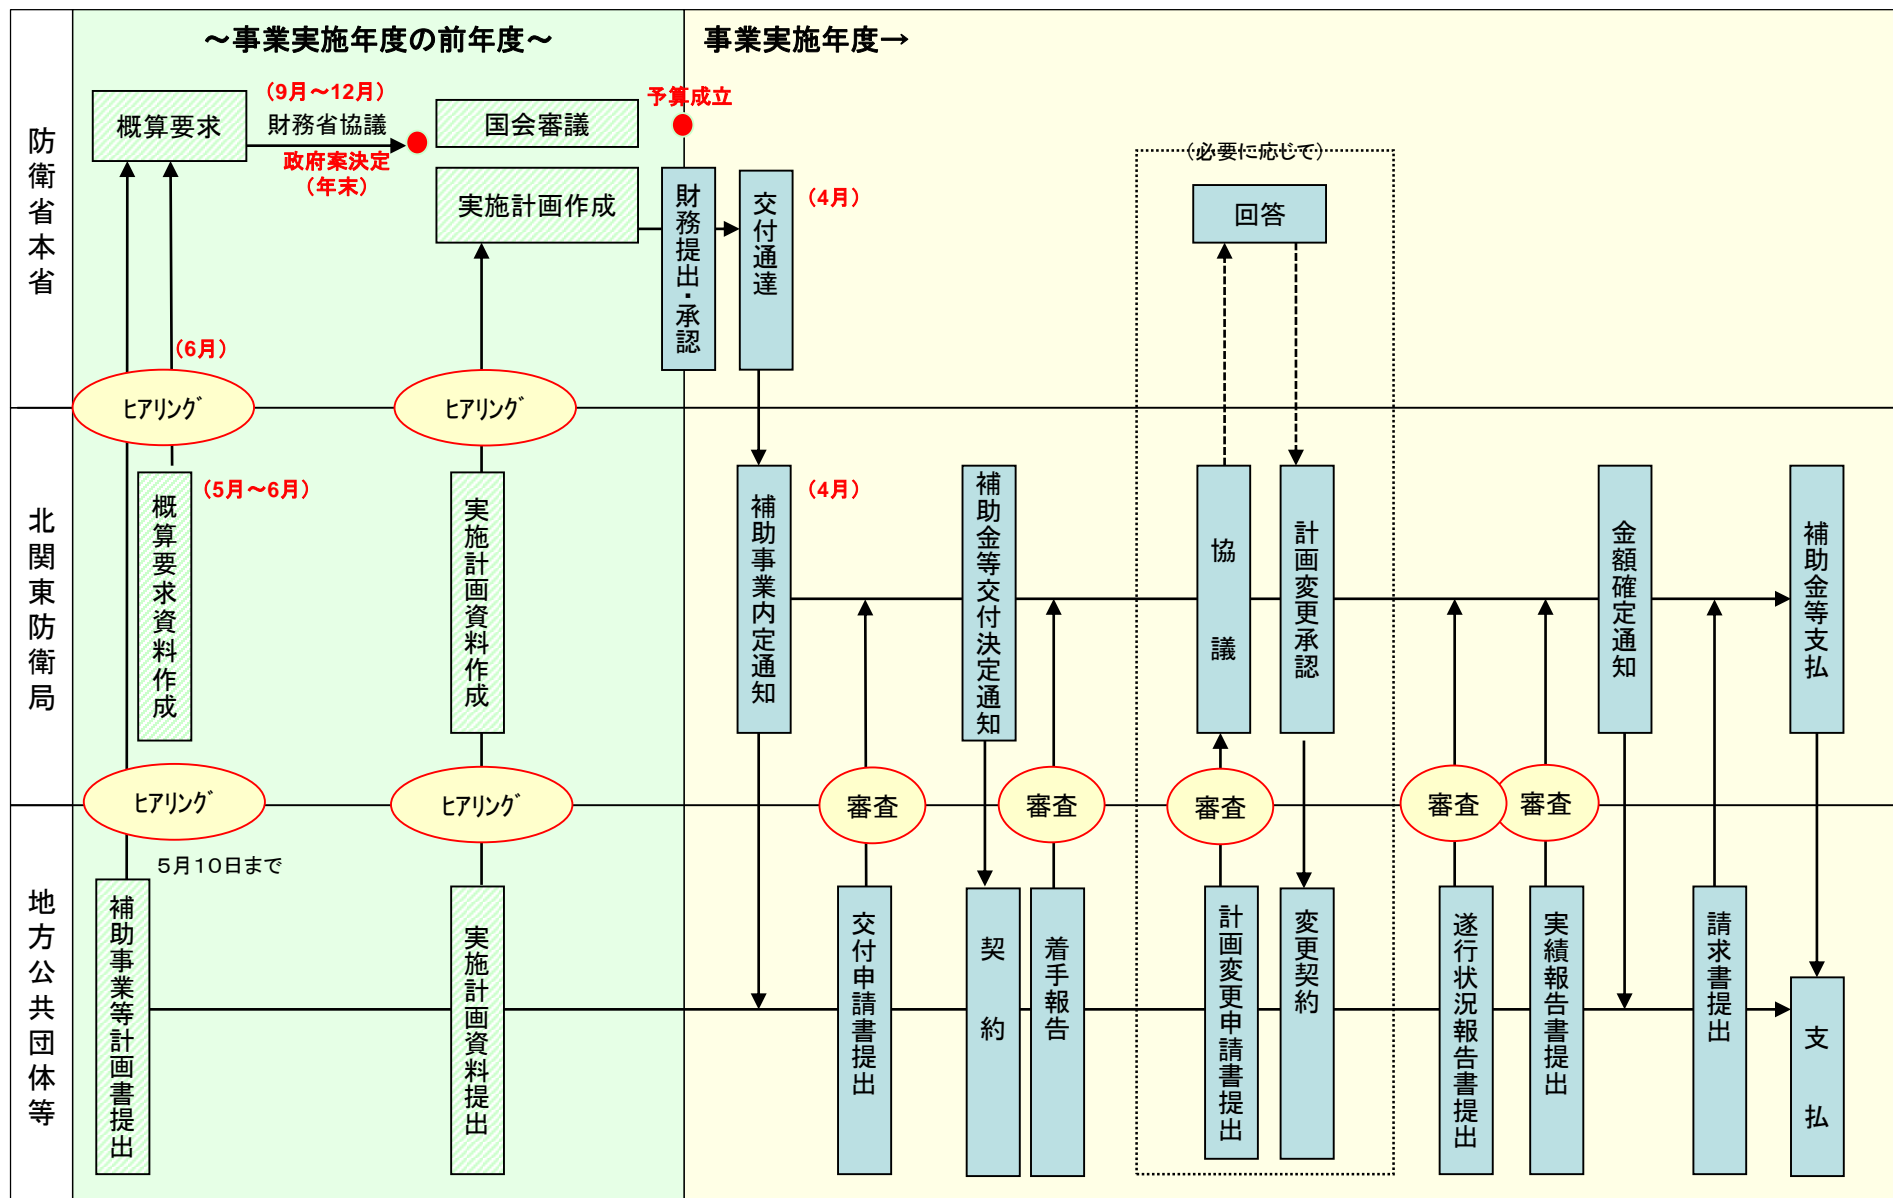 ～事業実施年度の前年度～
事業実施年度→
防衛省本省
概算要求
（9月～12月）
財務省協議
政府案決定
（年末）
国会審議
予算成立
実施計画作成
財務提出・承認
交付通達
（4月）
（必要に応じて）
回答
（6月）
ﾋｱﾘﾝｸﾞ
ﾋｱﾘﾝｸﾞ
北関東防衛局
概算要求資料作成
（5月～6月）
実施計画資料作成
補助事業内定通知
（4月）
補助金等交付決定通知
協議
計画変更承認
金額確定通知
補助金等支払
ﾋｱﾘﾝｸﾞ
ﾋｱﾘﾝｸﾞ
審査
審査
審査
審査
審査
地方公共団体等
５月１０日まで
補助事業等計画書提出
実施計画資料提出
交付申請書提出
契約
着手報告
計画変更申請書提出
変更契約
遂行状況報告書提出
実績報告書提出
請求書提出
支払